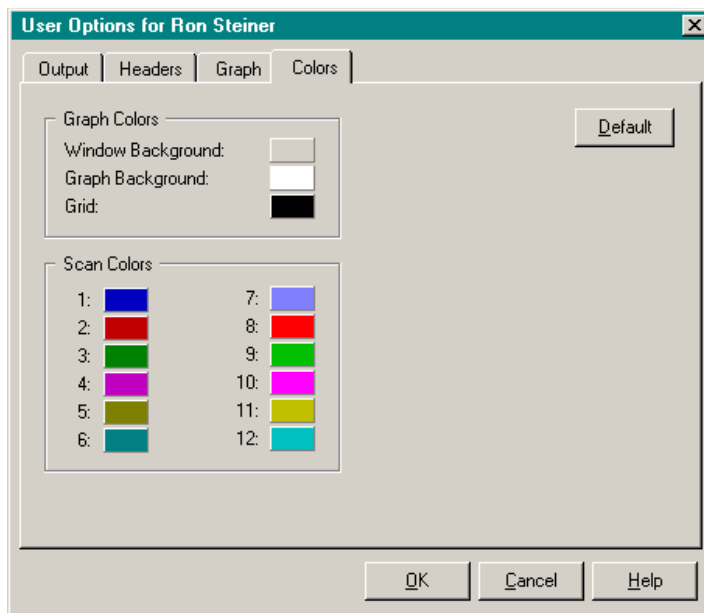 User Options for Ron Steiner
Output Headers Graph Colors
Graph Colors
Window Background:
Graph Background:
Grid:
Default
Scan Colors
1: 7:
2: 8:
3: 9:
4: 10:
5: 11:
6: 12:
OK Cancel Help